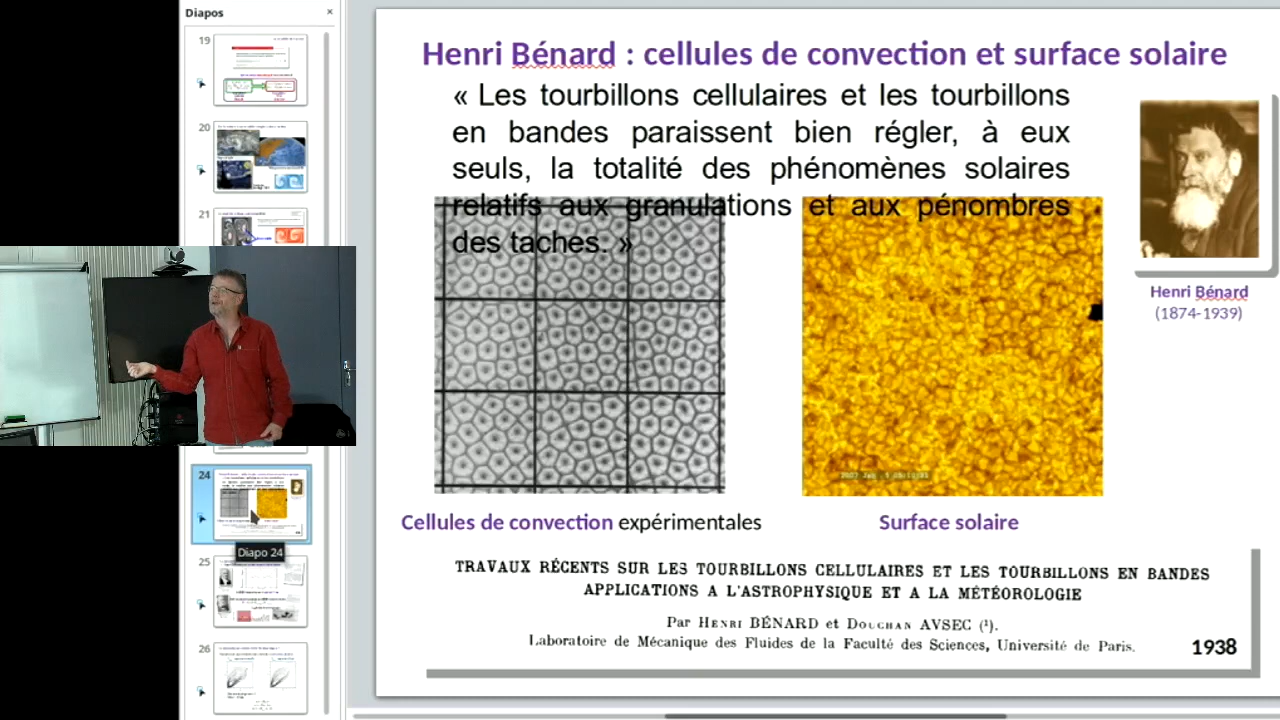 Diapos
19
20
21
24
Diapo 24
25
26
Henri Bénard : cellules de convection et surface solaire
« Les tourbillons cellulaires et les tourbillons
en bandes paraissent bien régler, à eux
seuls, la totalité des phénomènes solaires
relatifs aux granulations et aux pénombres
des taches. »
Henri Bénard
(1874-1939)
Cellules de convection expérimentales
Surface solaire
TRAVAUX RÉCENTS SUR LES TOURBILLONS CELLULAIRES ET LES TOURBILLONS EN BANDES
APPLICATIONS A L'ASTROPHYSIQUE ET A LA MÉTÉOROLOGIE
Par HENRI BÉNARD et DOUCHAN AVSEC (¹).
Laboratoire de Mécanique des Fluides de la Faculté des Sciences, Université de Paris.
1938